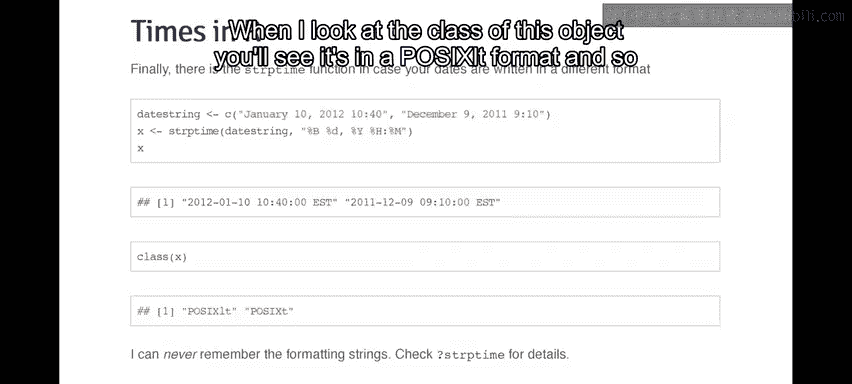 Times in
When I look at the class of this object
you'll see it's in a POSIXlt format and so
Finally, there is the strptime function in case your dates are written in a different format
datestring <- c("January 10, 2012 10:40", "December 9, 2011 9:10")
x <- strptime(datestring, "%B %d, %Y %H:%M")
x
## [1] "2012-01-10 10:40:00 EST" "2011-12-09 09:10:00 EST"
class(x)
## [1] "POSIXlt" "POSIXt"
I can never remember the formatting strings. Check ?strptime for details.